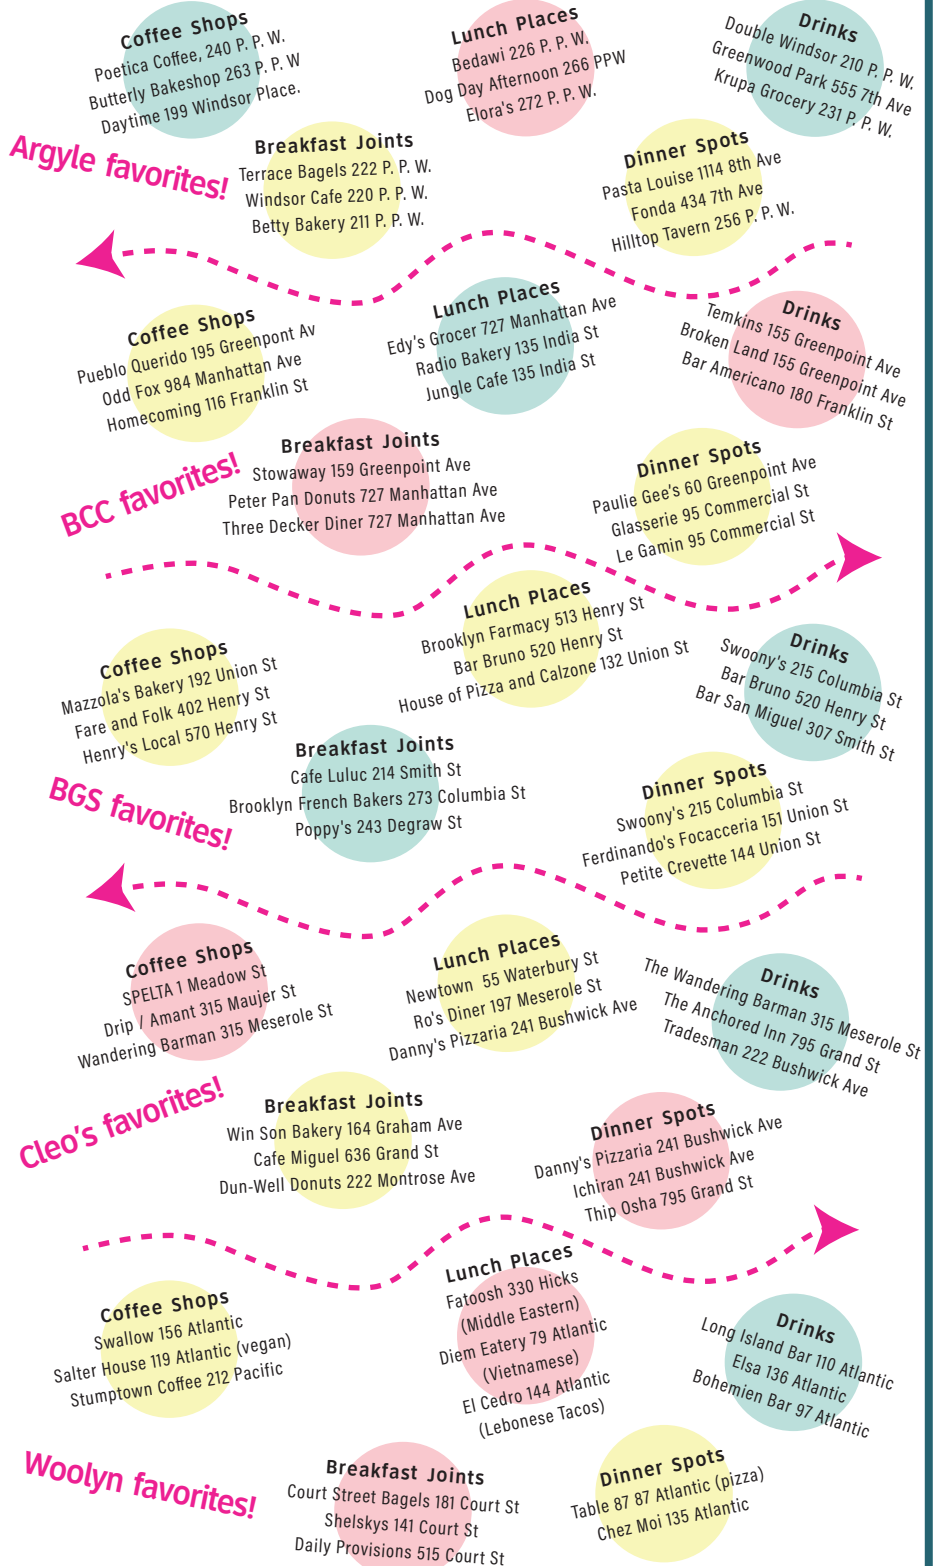 Coffee Shops
Poetica Coffee, 240 P. P. W.
Butterly Bakeshop 263 P. P. W
Daytime 199 Windsor Place.
Lunch Places
Bedawi 226 P. P. W.
Dog Day Afternoon 266 PPW
Elora's 272 P. P. W.
Drinks
Double Windsor 210 P. P. W.
Greenwood Park 555 7th Ave
Krupa Grocery 231 P. P. W.
Argyle favorites!
Breakfast Joints
Terrace Bagels 222 P. P. W.
Windsor Cafe 220 P. P. W.
Betty Bakery 211 P. P. W.
Dinner Spots
Pasta Louise 1114 8th Ave
Fonda 434 7th Ave
Hilltop Tavern 256 P. P. W.
Coffee Shops
Pueblo Querido 195 Greenpont Av
Odd Fox 984 Manhattan Ave
Homecoming 116 Franklin St
Lunch Places
Edy's Grocer 727 Manhattan Ave
Radio Bakery 135 India St
Jungle Cafe 135 India St
Drinks
Temkins 155 Greenpoint Ave
Broken Land 155 Greenpoint Ave
Bar Americano 180 Franklin St
BCC favorites!
Breakfast Joints
Stowaway 159 Greenpoint Ave
Peter Pan Donuts 727 Manhattan Ave
Three Decker Diner 727 Manhattan Ave
Dinner Spots
Paulie Gee's 60 Greenpoint Ave
Glasserie 95 Commercial St
Le Gamin 95 Commercial St
Coffee Shops
Mazzola's Bakery 192 Union St
Fare and Folk 402 Henry St
Henry's Local 570 Henry St
Lunch Places
Brooklyn Farmacy 513 Henry St
Bar Bruno 520 Henry St
House of Pizza and Calzone 132 Union St
Drinks
Swoony's 215 Columbia St
Bar Bruno 520 Henry St
Bar San Miguel 307 Smith St
BGS favorites!
Breakfast Joints
Cafe Luluc 214 Smith St
Brooklyn French Bakers 273 Columbia St
Poppy's 243 Degraw St
Dinner Spots
Swoony's 215 Columbia St
Ferdinando's Focacceria 151 Union St
Petite Crevette 144 Union St
Coffee Shops
SPELTA 1 Meadow St
Drip / Amant 315 Maujer St
Wandering Barman 315 Meserole St
Lunch Places
Newtown 55 Waterbury St
Ro's Diner 197 Meserole St
Danny's Pizzaria 241 Bushwick Ave
Drinks
The Wandering Barman 315 Meserole St
The Anchored Inn 795 Grand St
Tradesman 222 Bushwick Ave
Cleo's favorites!
Breakfast Joints
Win Son Bakery 164 Graham Ave
Cafe Miguel 636 Grand St
Dun-Well Donuts 222 Montrose Ave
Dinner Spots
Danny's Pizzaria 241 Bushwick Ave
Ichiran 241 Bushwick Ave
Thip Osha 795 Grand St
Coffee Shops
Swallow 156 Atlantic
Salter House 119 Atlantic (vegan)
Stumptown Coffee 212 Pacific
Lunch Places
Fatoosh 330 Hicks
(Middle Eastern)
Diem Eatery 79 Atlantic
(Vietnamese)
El Cedro 144 Atlantic
(Lebonese Tacos)
Drinks
Long Island Bar 110 Atlantic
Elsa 136 Atlantic
Bohemien Bar 97 Atlantic
Woolyn favorites!
Breakfast Joints
Court Street Bagels 181 Court St
Shelskys 141 Court St
Daily Provisions 515 Court St
Dinner Spots
Table 87 87 Atlantic (pizza)
Chez Moi 135 Atlantic